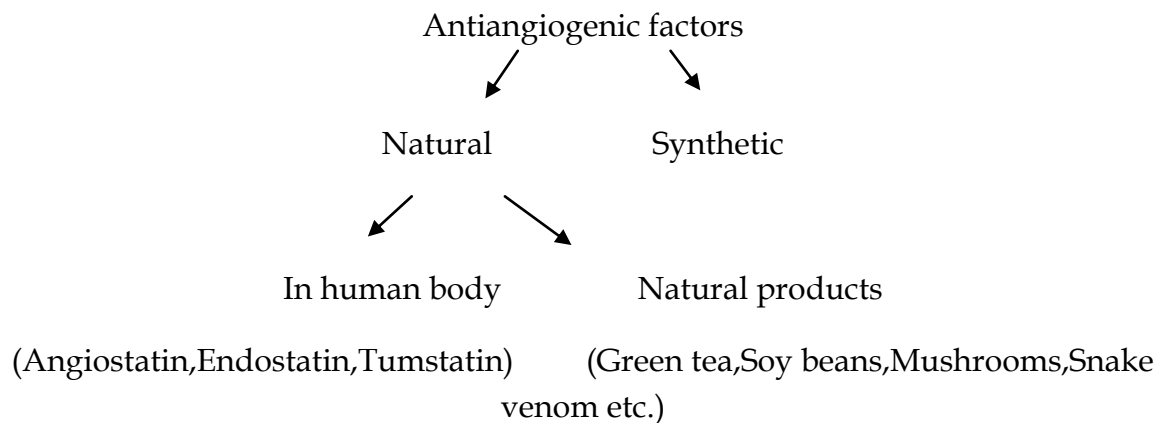 Antiangiogenic factors
Natural Synthetic
In human body Natural products
(Angiostatin,Endostatin,Tumstatin) (Green tea,Soy beans,Mushrooms,Snake
venom etc.)